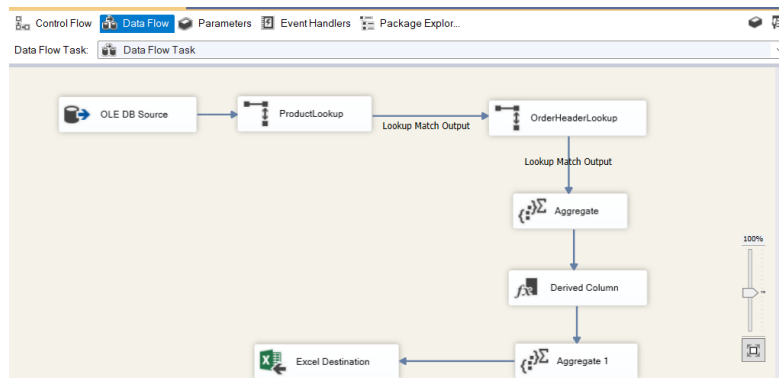 Control Flow Data Flow Parameters Event Handlers Package Explor...
Data Flow Task: Data Flow Task
OLE DB Source
ProductLookup
Lookup Match Output
OrderHeaderLookup
Lookup Match Output
Aggregate
100%
Derived Column
Excel Destination
Aggregate 1